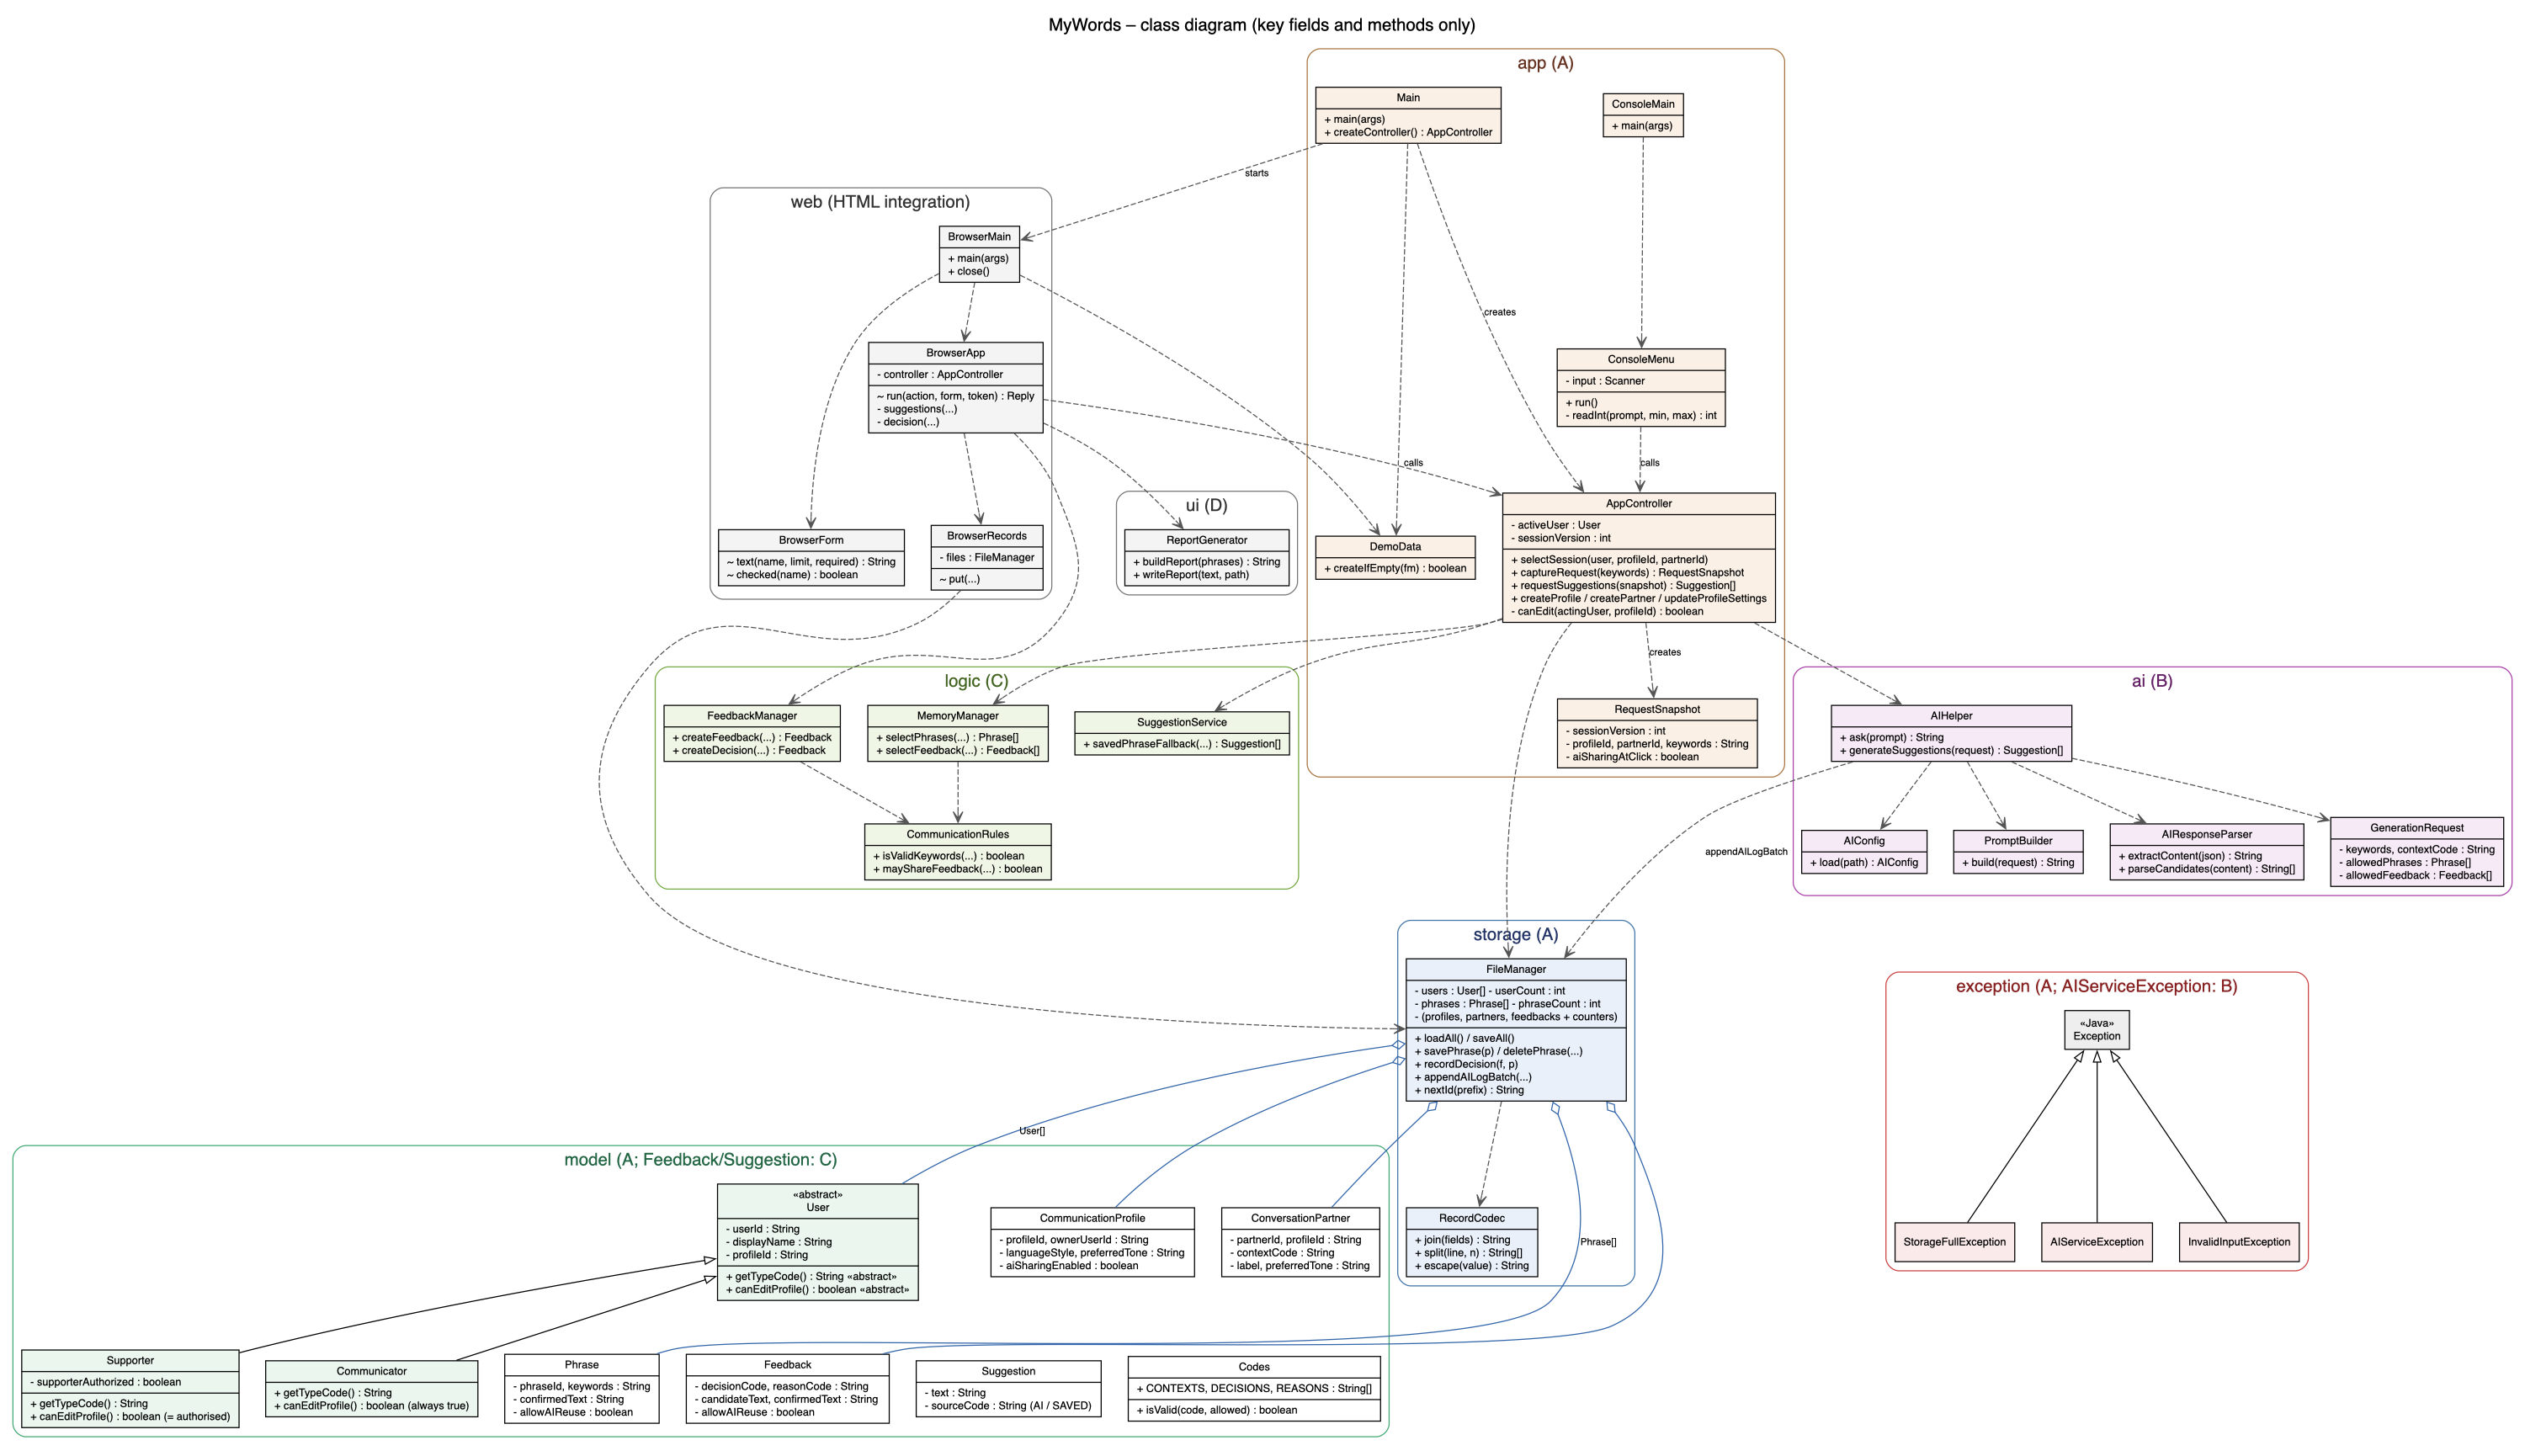 MyWords – class diagram (key fields and methods only)
app (A)
Main
+ main(args)
+ createController() : AppController
ConsoleMain
+ main(args)
starts
web (HTML integration)
BrowserMain
+ main(args)
+ close()
creates
BrowserApp
- controller : AppController
~ run(action, form, token) : Reply
- suggestions(...)
- decision(...)
ConsoleMenu
- input : Scanner
+ run()
- readInt(prompt, min, max) : int
calls
calls
ui (D)
BrowserForm
~ text(name, limit, required) : String
~ checked(name) : boolean
BrowserRecords
- files : FileManager
~ put(...)
ReportGenerator
+ buildReport(phrases) : String
+ writeReport(text, path)
DemoData
+ createIfEmpty(fm) : boolean
AppController
- activeUser : User
- sessionVersion : int
+ selectSession(user, profileId, partnerId)
+ captureRequest(keywords) : RequestSnapshot
+ requestSuggestions(snapshot) : Suggestion[]
+ createProfile / createPartner / updateProfileSettings
- canEdit(actingUser, profileId) : boolean
creates
logic (C)
FeedbackManager
+ createFeedback(...) : Feedback
+ createDecision(...) : Feedback
MemoryManager
+ selectPhrases(...) : Phrase[]
+ selectFeedback(...) : Feedback[]
SuggestionService
+ savedPhraseFallback(...) : Suggestion[]
RequestSnapshot
- sessionVersion : int
- profileId, partnerId, keywords : String
- aiSharingAtClick : boolean
ai (B)
AIHelper
+ ask(prompt) : String
+ generateSuggestions(request) : Suggestion[]
CommunicationRules
+ isValidKeywords(...) : boolean
+ mayShareFeedback(...) : boolean
appendAILogBatch
AIConfig
+ load(path) : AIConfig
PromptBuilder
+ build(request) : String
AIResponseParser
+ extractContent(json) : String
+ parseCandidates(content) : String[]
GenerationRequest
- keywords, contextCode : String
- allowedPhrases : Phrase[]
- allowedFeedback : Feedback[]
storage (A)
FileManager
- users : User[] - userCount : int
- phrases : Phrase[] - phraseCount : int
- (profiles, partners, feedbacks + counters)
+ loadAll() / saveAll()
+ savePhrase(p) / deletePhrase(...)
+ recordDecision(f, p)
+ appendAILogBatch(...)
+ nextId(prefix) : String
exception (A; AIServiceException: B)
«Java»
Exception
User[]
model (A; Feedback/Suggestion: C)
«abstract»
User
- userId : String
- displayName : String
- profileId : String
+ getTypeCode() : String «abstract»
+ canEditProfile() : boolean «abstract»
CommunicationProfile
- profileId, ownerUserId : String
- languageStyle, preferredTone : String
- aiSharingEnabled : boolean
ConversationPartner
- partnerId, profileId : String
- contextCode : String
- label, preferredTone : String
RecordCodec
+ join(fields) : String
+ split(line, n) : String[]
+ escape(value) : String
Phrase[]
StorageFullException
AIServiceException
InvalidInputException
Supporter
- supporterAuthorized : boolean
+ getTypeCode() : String
+ canEditProfile() : boolean (= authorised)
Communicator
+ getTypeCode() : String
+ canEditProfile() : boolean (always true)
Phrase
- phraseId, keywords : String
- confirmedText : String
- allowAIReuse : boolean
Feedback
- decisionCode, reasonCode : String
- candidateText, confirmedText : String
- allowAIReuse : boolean
Suggestion
- text : String
- sourceCode : String (AI / SAVED)
Codes
+ CONTEXTS, DECISIONS, REASONS : String[]
+ isValid(code, allowed) : boolean